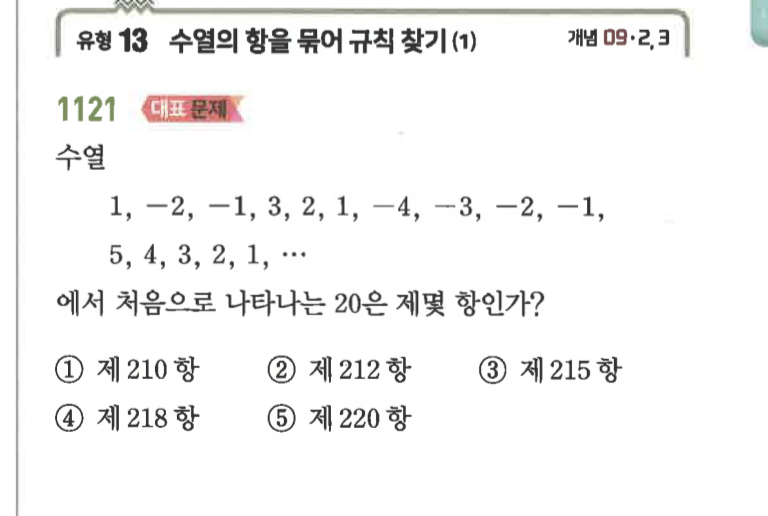 유형 13 수열의 항을 묶어 규칙 찾기 (1) 개념 09·2, 3
1121 대표 문제
수열
1, −2, −1, 3, 2, 1, −4, −3, −2, −1,
5, 4, 3, 2, 1, ⋯
에서 처음으로 나타나는 20은 제몇 항인가?
① 제 210 항 ② 제 212 항 ③ 제 215 항
④ 제 218 항 ⑤ 제 220 항